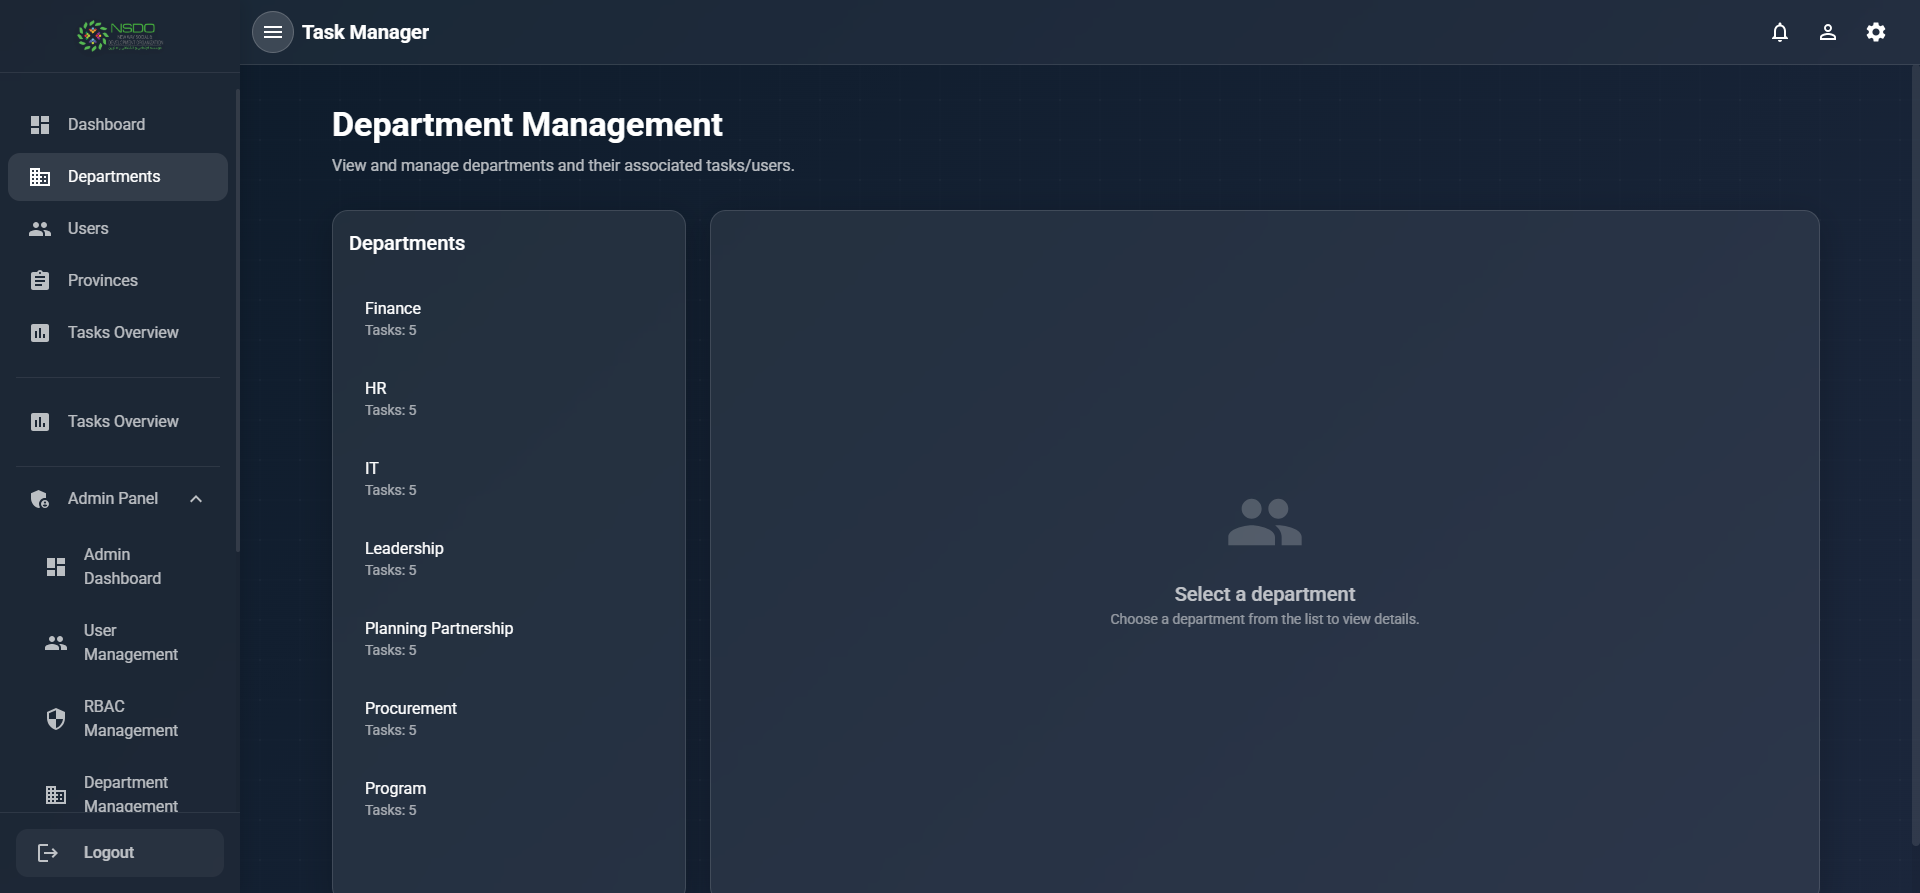 NSDO
Task Manager
Dashboard
Departments
Users
Provinces
Tasks Overview
Tasks Overview
Admin Panel
Admin
Dashboard
User
Management
RBAC
Management
Department
Management
Logout
Department Management
View and manage departments and their associated tasks/users.
Departments
Finance
Tasks: 5
HR
Tasks: 5
IT
Tasks: 5
Leadership
Tasks: 5
Planning Partnership
Tasks: 5
Procurement
Tasks: 5
Program
Tasks: 5
Select a department
Choose a department from the list to view details.